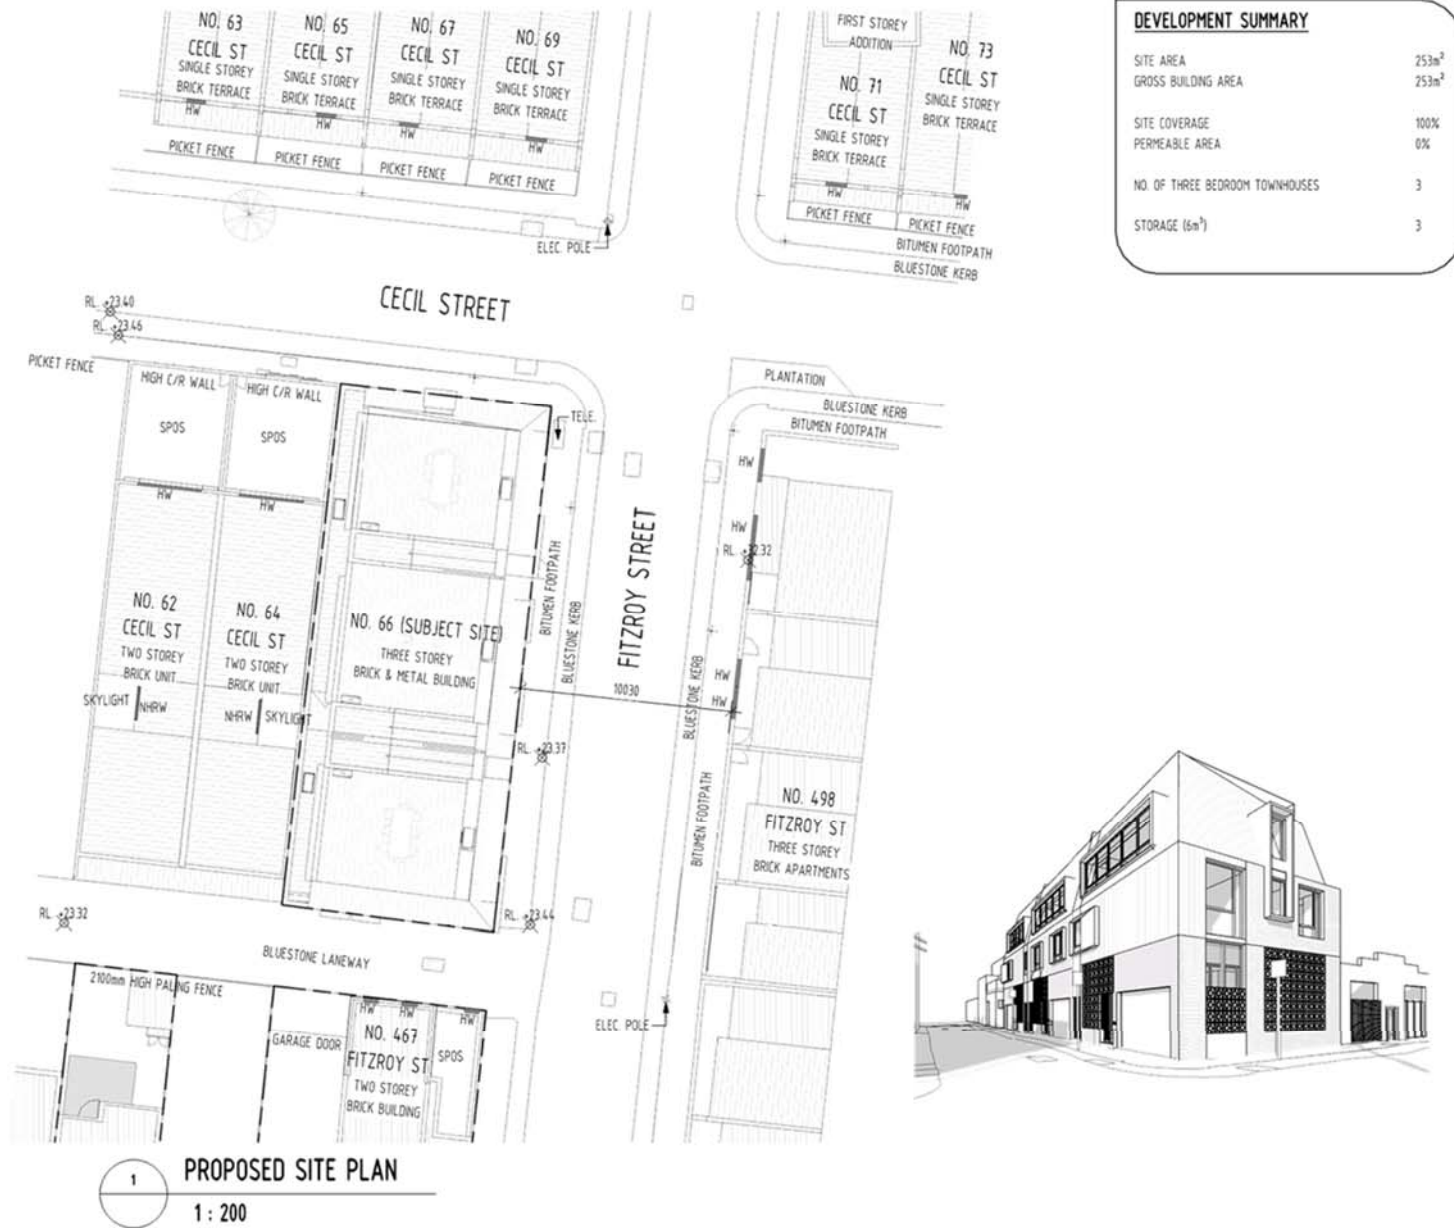 NO. 63
CECIL ST
SINGLE STOREY
BRICK TERRACE
HW
PICKET FENCE
NO. 65
CECIL ST
SINGLE STOREY
BRICK TERRACE
HW
PICKET FENCE
NO. 67
CECIL ST
SINGLE STOREY
BRICK TERRACE
HW
PICKET FENCE
NO. 69
CECIL ST
SINGLE STOREY
BRICK TERRACE
HW
PICKET FENCE
ELEC. POLE
FIRST STOREY
ADDITION
NO. 71
CECIL ST
SINGLE STOREY
BRICK TERRACE
HW
PICKET FENCE
NO. 73
CECIL ST
SINGLE STOREY
BRICK TERRACE
HW
PICKET FENCE
BITUMEN FOOTPATH
BLUESTONE KERB
DEVELOPMENT SUMMARY
SITE AREA 253m²
GROSS BUILDING AREA 253m²
SITE COVERAGE 100%
PERMEABLE AREA 0%
NO. OF THREE BEDROOM TOWNHOUSES 3
STORAGE (6m³) 3
CECIL STREET
RL. +23.40
RL. +23.46
PICKET FENCE
HIGH C/R WALL
SPOS
HW
HIGH C/R WALL
SPOS
HW
TELE.
PLANTATION
BLUESTONE KERB
BITUMEN FOOTPATH
HW
HW
FITZROY STREET
BITUMEN FOOTPATH
BLUESTONE KERB
NO. 62
CECIL ST
TWO STOREY
BRICK UNIT
SKYLIGHT
NHRW
NO. 64
CECIL ST
TWO STOREY
BRICK UNIT
NHRW
SKYLIGHT
NO. 66 (SUBJECT SITE)
THREE STOREY
BRICK & METAL BUILDING
10030
HW
HW
BLUESTONE KERB
BITUMEN FOOTPATH
RL. +23.37
NO. 498
FITZROY ST
THREE STOREY
BRICK APARTMENTS
RL. +23.32
RL. +23.44
BLUESTONE LANEWAY
2100mm HIGH PALING FENCE
GARAGE DOOR
HW
HW
HW
NO. 467
FITZROY ST
TWO STOREY
BRICK BUILDING
SPOS
ELEC. POLE
1
PROPOSED SITE PLAN
1 : 200